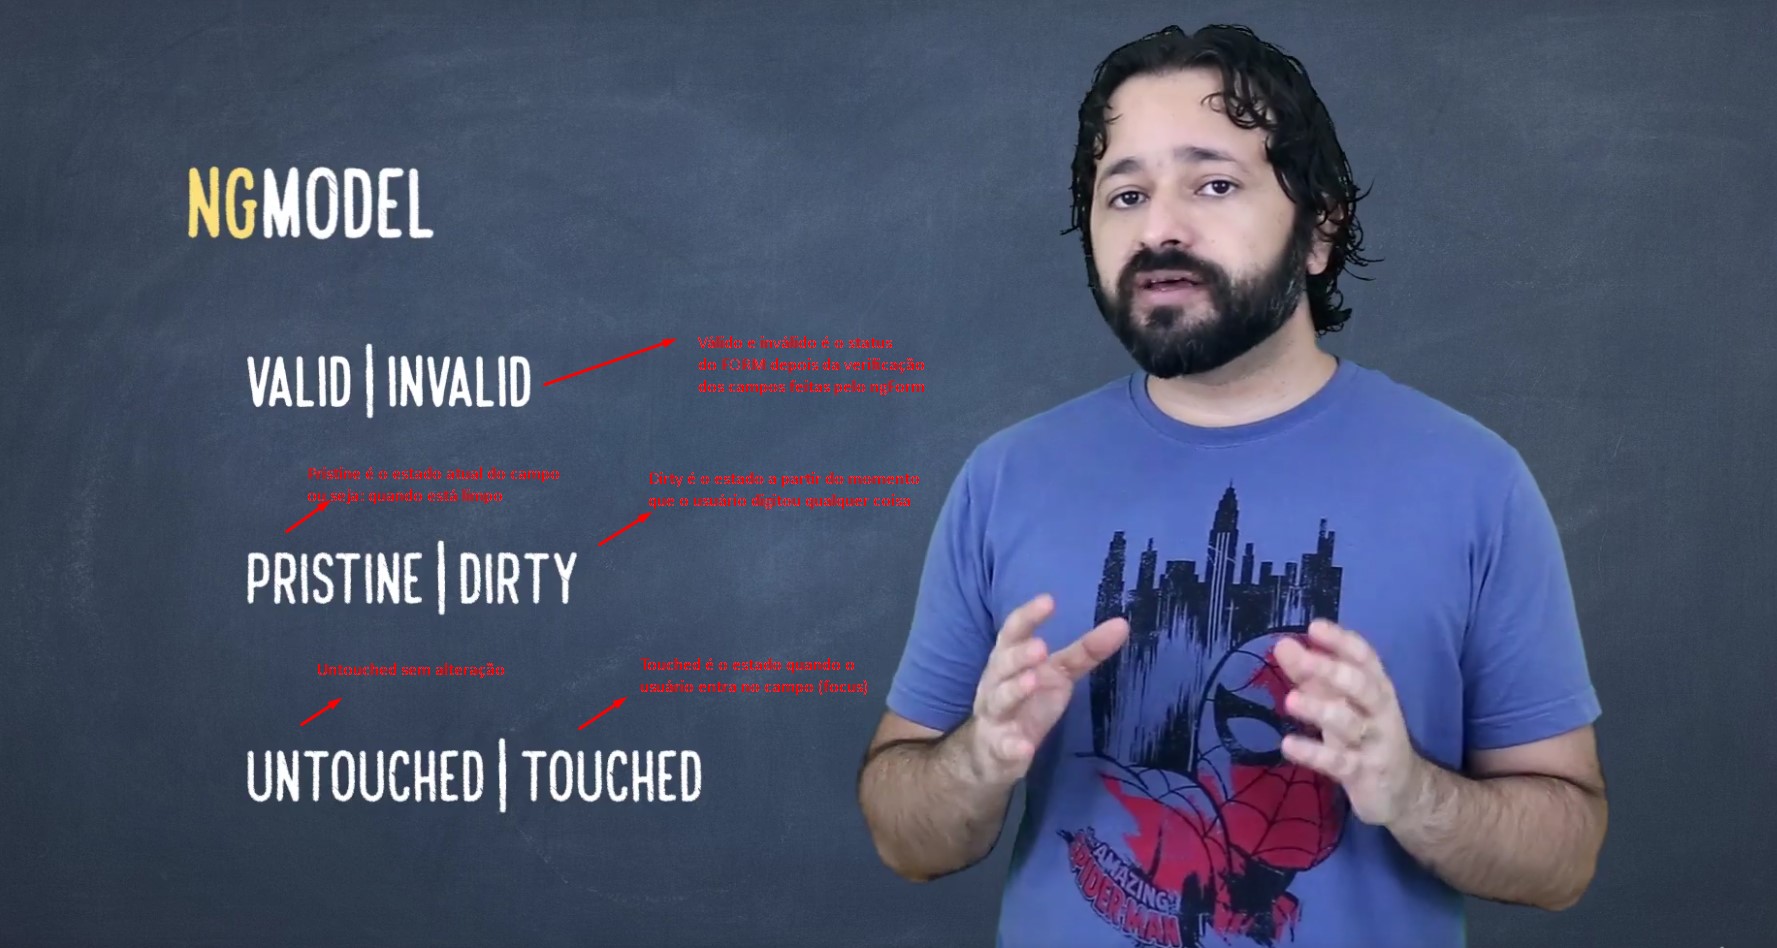 NGMODEL
VALID | INVALID
Válido e inválido é o status
do FORM depois da verificação
dos campos feitas pelo ngform
Pristine é o estado atual do campo
ou seja: quando está limpo
Dirty é o estado a partir do momento
que o usuário digitou qualquer coisa
PRISTINE | DIRTY
Untouched sem alteração
Touched é o estado quando o
usuário entra no campo (focus)
UNTOUCHED | TOUCHED
AMAZING
SPIDER-MAN